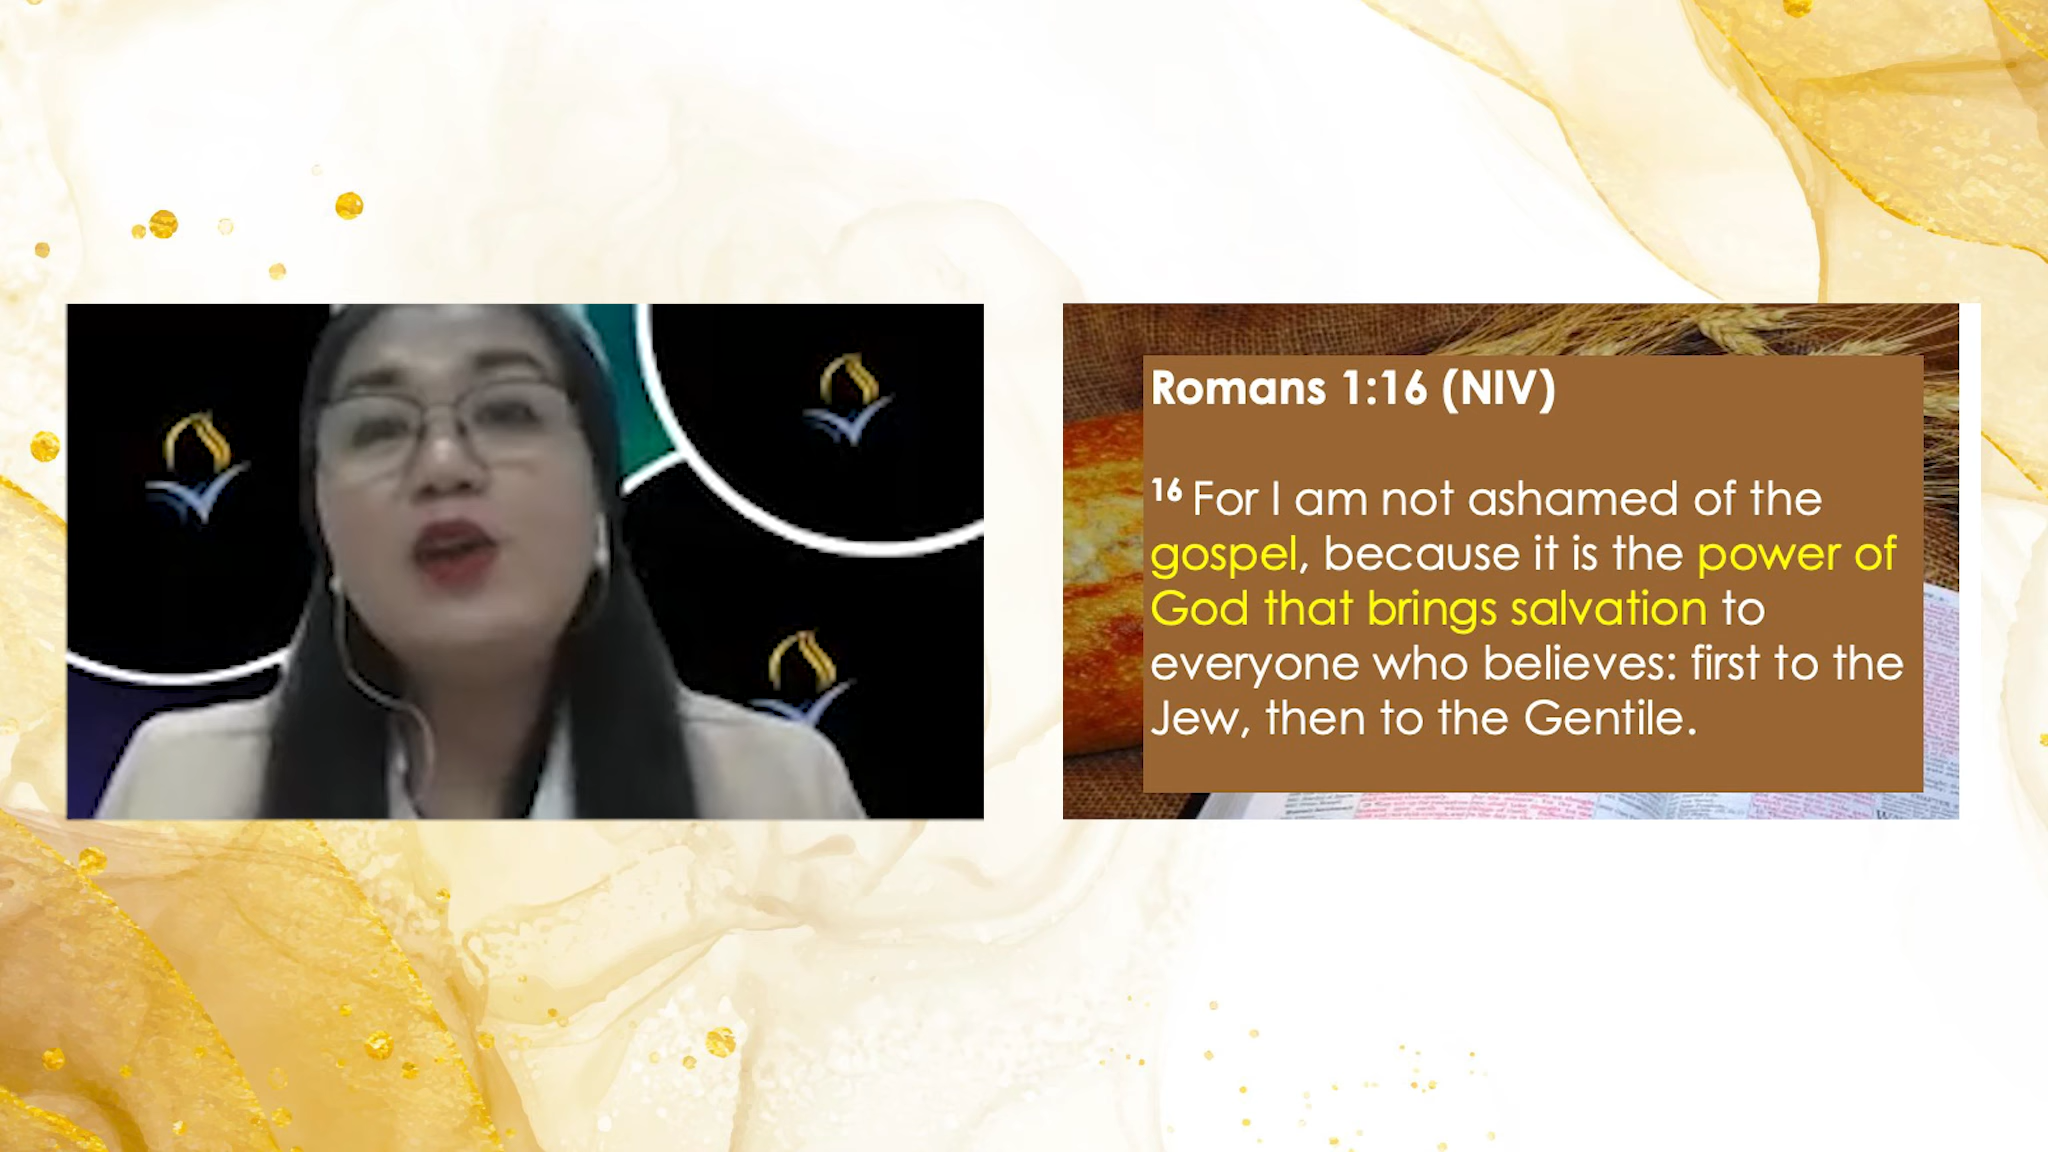 Romans 1:16 (NIV)
16 For I am not ashamed of the
gospel, because it is the power of
God that brings salvation to
everyone who believes: first to the
Jew, then to the Gentile.